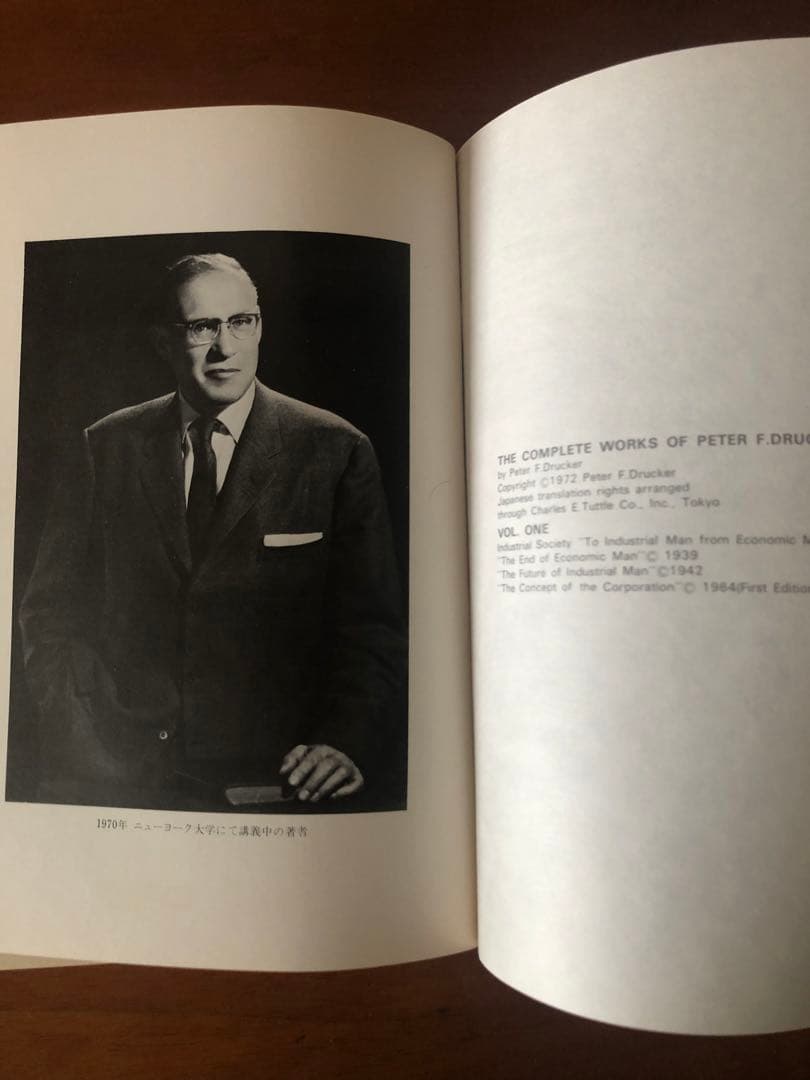 1970年 ニューヨーク大学にて講義中の著者
THE COMPLETE WORKS OF PETER F.DRUC
by Peter F.Drucker
Copyright ©1972 Peter F.Drucker
Japanese translation rights arranged
through Charles E.Tuttle Co., Inc., Tokyo
VOL. ONE
Industrial Society "To Industrial Man from Economic M
"The End of Economic Man"© 1939
"The Future of Industrial Man"©1942
"The Concept of the Corporation"© 1964(First Edition